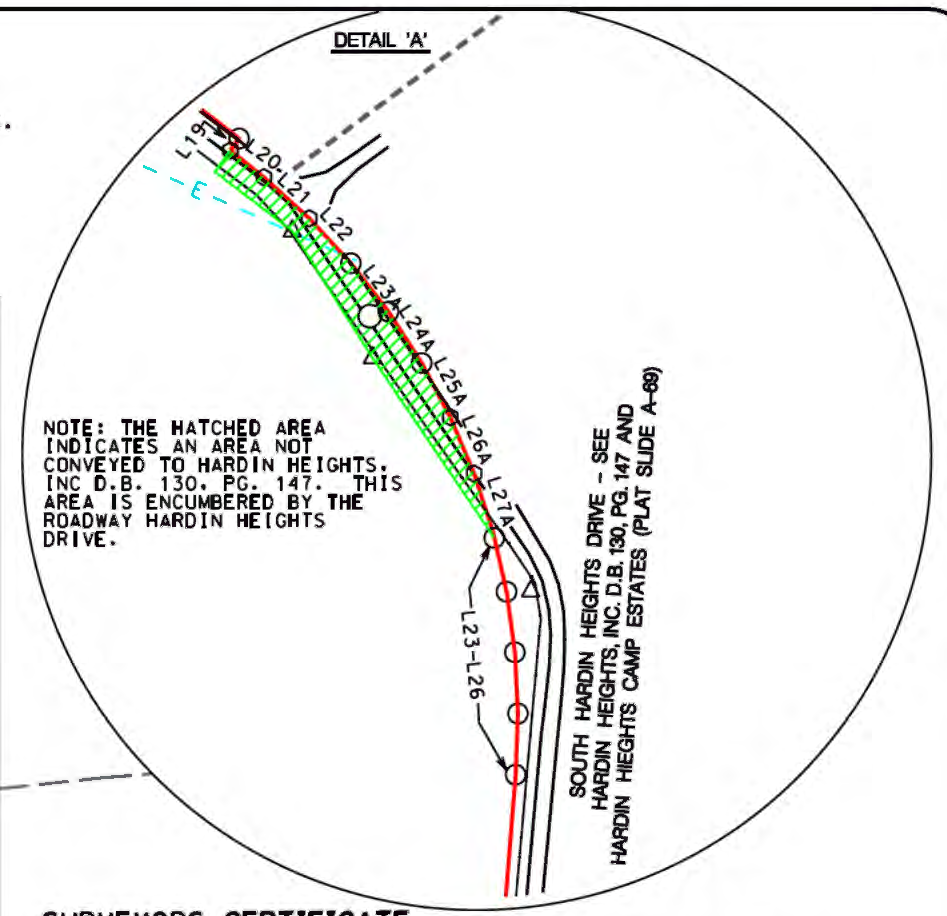 DETAIL 'A'
L19
L20
L21
L22
L23A
L24A
L25A
L26A
L27A
E
NOTE: THE HATCHED AREA
INDICATES AN AREA NOT
CONVEYED TO HARDIN HEIGHTS,
INC D.B. 130, PG. 147. THIS
AREA IS ENCUMBERED BY THE
ROADWAY HARDIN HEIGHTS
DRIVE.
L23-L26
SOUTH HARDIN HEIGHTS DRIVE - SEE
HARDIN HEIGHTS, INC. D.B. 130, PG. 147 AND
HARDIN HIEGHTS CAMP ESTATES (PLAT SLIDE A-69)
SURVEYORS CERTIFICATE